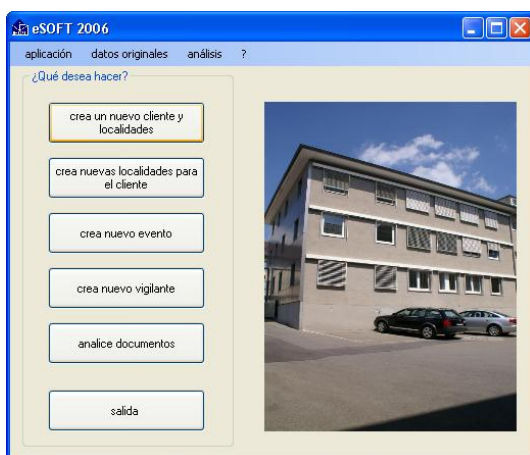 eSOFT 2006
aplicación datos originales análisis ?
¿Qué desea hacer?
crea un nuevo cliente y
localidades
crea nuevas localidades para
el cliente
crea nuevo evento
crea nuevo vigilante
analice documentos
salida